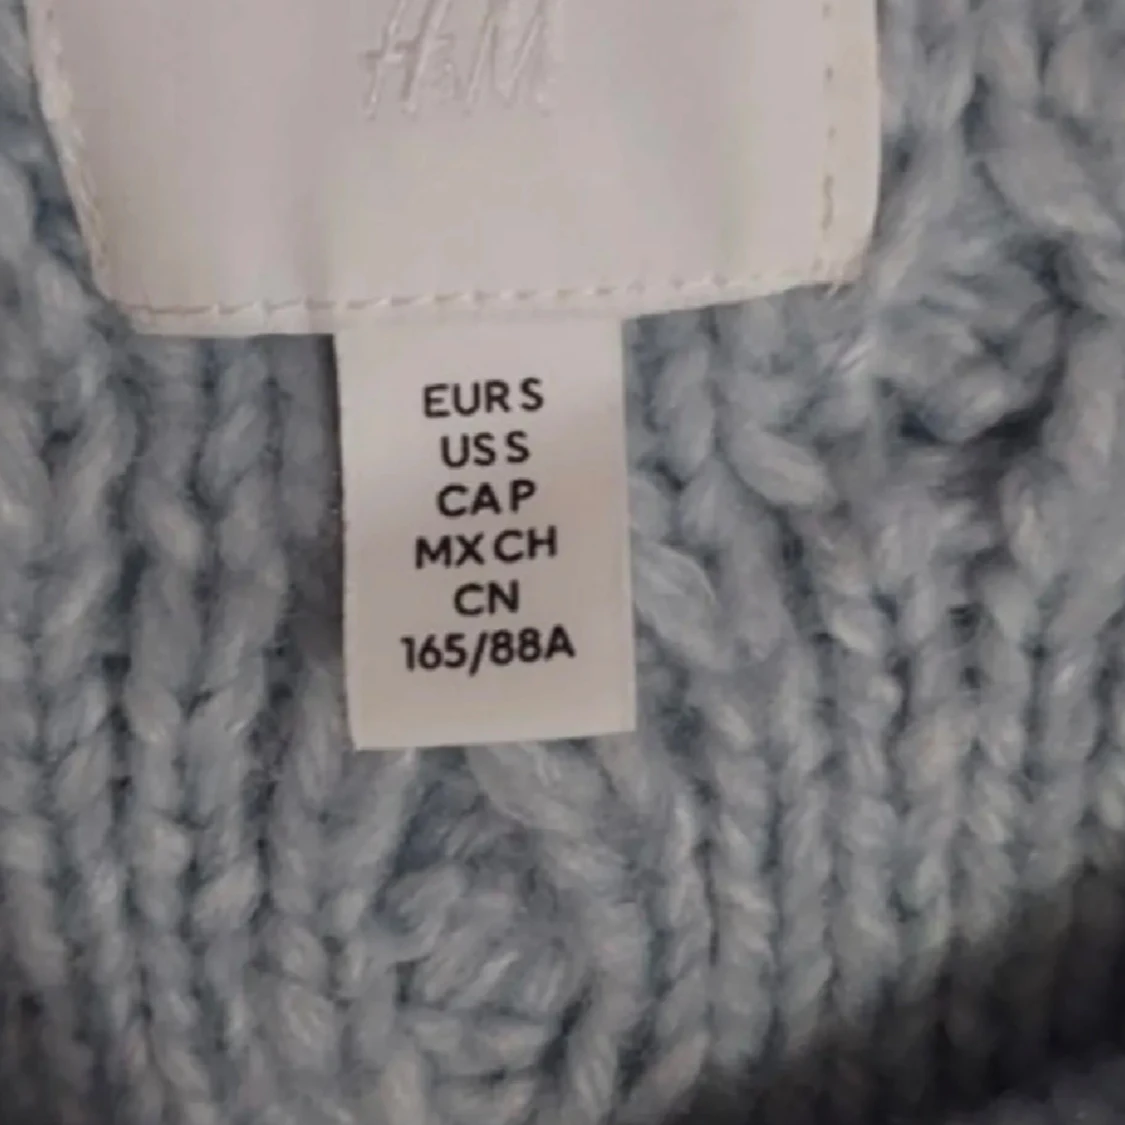 H&M
EUR S
US S
CA P
MX CH
CN
165/88A